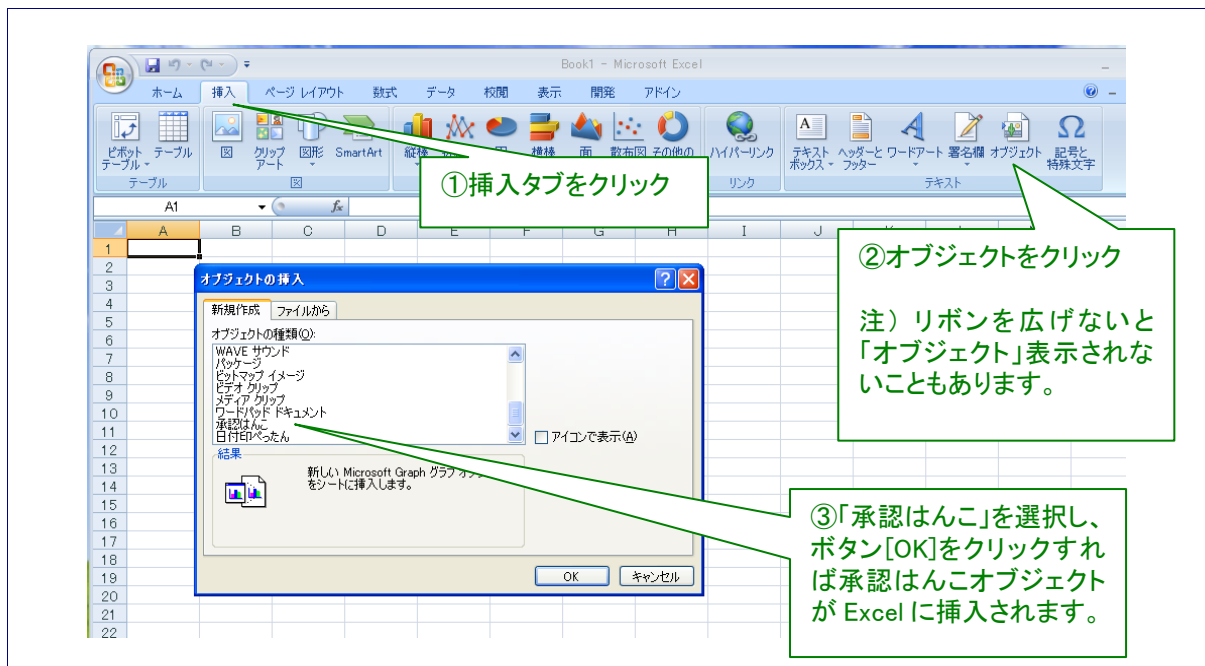 Book1 - Microsoft Excel
ホーム 挿入 ページ レイアウト 数式 データ 校閲 表示 開発 アドイン
ピボット テーブル 図 クリップ 図形 SmartArt 縦棒 円 横棒 面 散布図 その他の ハイパーリンク テキスト ヘッダーと ワードアート 署名欄 オブジェクト 記号と
テーブル アート ボックス フッター 特殊文字
テーブル 図 リンク テキスト
①挿入タブをクリック
A1 fx
A B C D E F G H I J
1
2
3
4
5
6
7
8
9
10
11
12
13
14
15
16
17
18
19
20
21
22
オブジェクトの挿入
新規作成 ファイルから
オブジェクトの種類(O):
WAVE サウンド
パッケージ
ビットマップ イメージ
ビデオ クリップ
メディア クリップ
ワードパッド ドキュメント
承認はんこ
日付印ぺったん
アイコンで表示(A)
結果
新しい Microsoft Graph グラフ
をシートに挿入します。
OK キャンセル
②オブジェクトをクリック
注） リボンを広げないと
「オブジェクト」表示されな
いこともあります。
③「承認はんこ」を選択し、
ボタン[OK]をクリックすれ
ば承認はんこオブジェクト
が Excel に挿入されます。